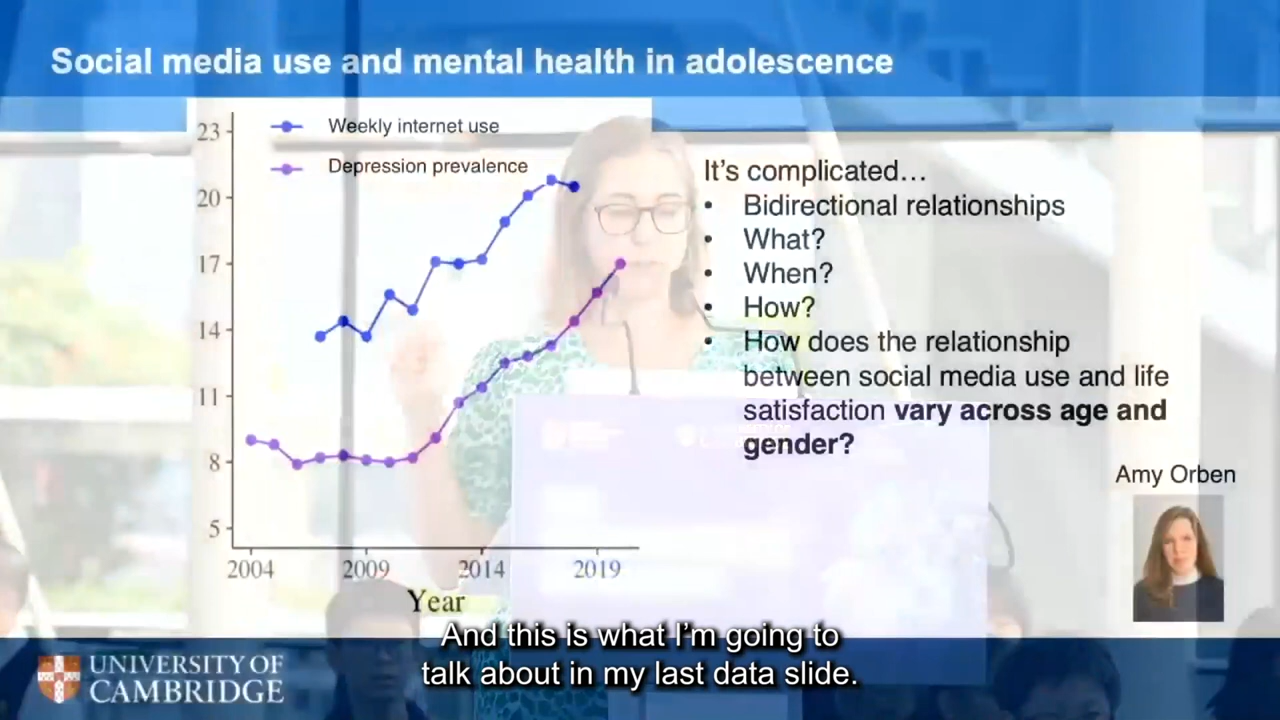 Social media use and mental health in adolescence
23
20
17
14
11
8
5
Weekly internet use
Depression prevalence
2004
2009
2014
2019
Year
It's complicated…
• Bidirectional relationships
• What?
• When?
• How?
• How does the relationship
between social media use and life
satisfaction vary across age and
gender?
Amy Orben
And this is what I'm going to
talk about in my last data slide.
UNIVERSITY OF
CAMBRIDGE